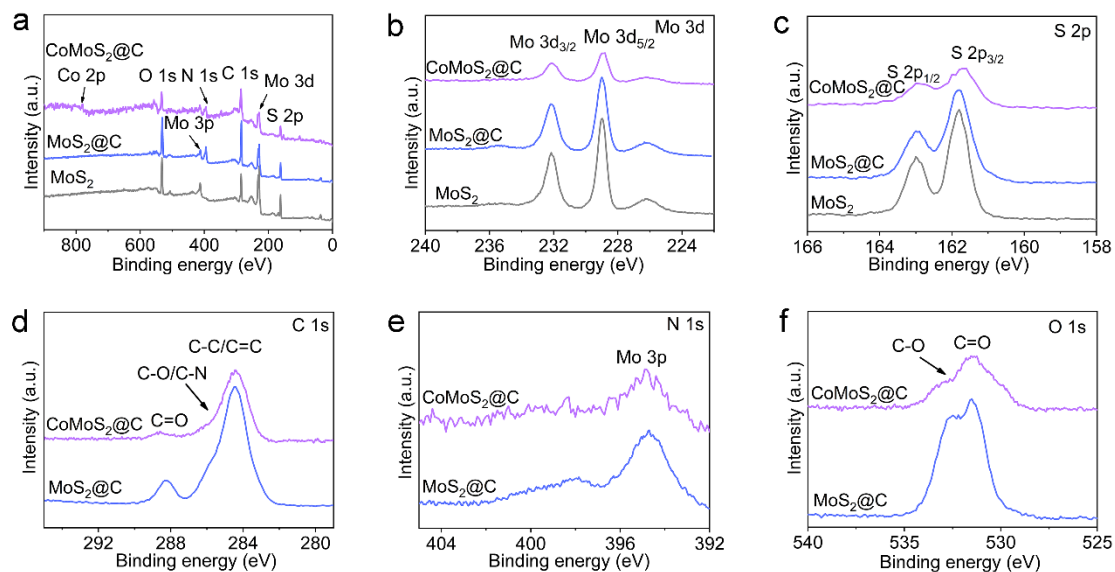 a
CoMoS₂@C
Co 2p
O 1s
N 1s
C 1s
Mo 3d
S 2p
Mo 3p
MoS₂@C
MoS₂
Intensity (a.u.)
800 600 400 200 0
Binding energy (eV)
b
Mo 3d
Mo 3d₃/₂
Mo 3d₅/₂
CoMoS₂@C
MoS₂@C
MoS₂
Intensity (a.u.)
240 236 232 228 224
Binding energy (eV)
c
S 2p
S 2p₃/₂
S 2p₁/₂
CoMoS₂@C
MoS₂@C
MoS₂
Intensity (a.u.)
166 164 162 160 158
Binding energy (eV)
d
C 1s
C-C/C=C
C-O/C-N
C=O
CoMoS₂@C
MoS₂@C
Intensity (a.u.)
292 288 284 280
Binding energy (eV)
e
N 1s
Mo 3p
CoMoS₂@C
MoS₂@C
Intensity (a.u.)
404 400 396 392
Binding energy (eV)
f
O 1s
C-O
C=O
CoMoS₂@C
MoS₂@C
Intensity (a.u.)
540 535 530 525
Binding energy (eV)